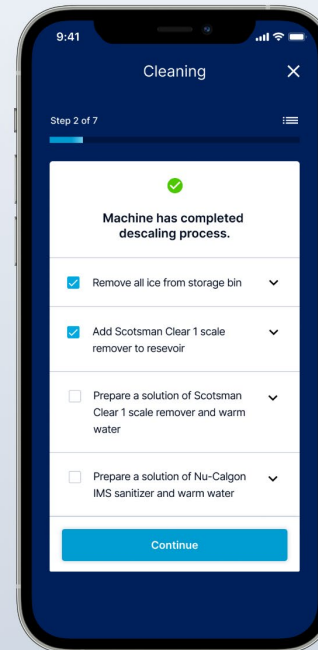 9:41
Cleaning
Step 2 of 7
Machine has completed
descaling process.
Remove all ice from storage bin
Add Scotsman Clear 1 scale
remover to resevoir
Prepare a solution of Scotsman
Clear 1 scale remover and warm
water
Prepare a solution of Nu-Calgon
IMS sanitizer and warm water
Continue